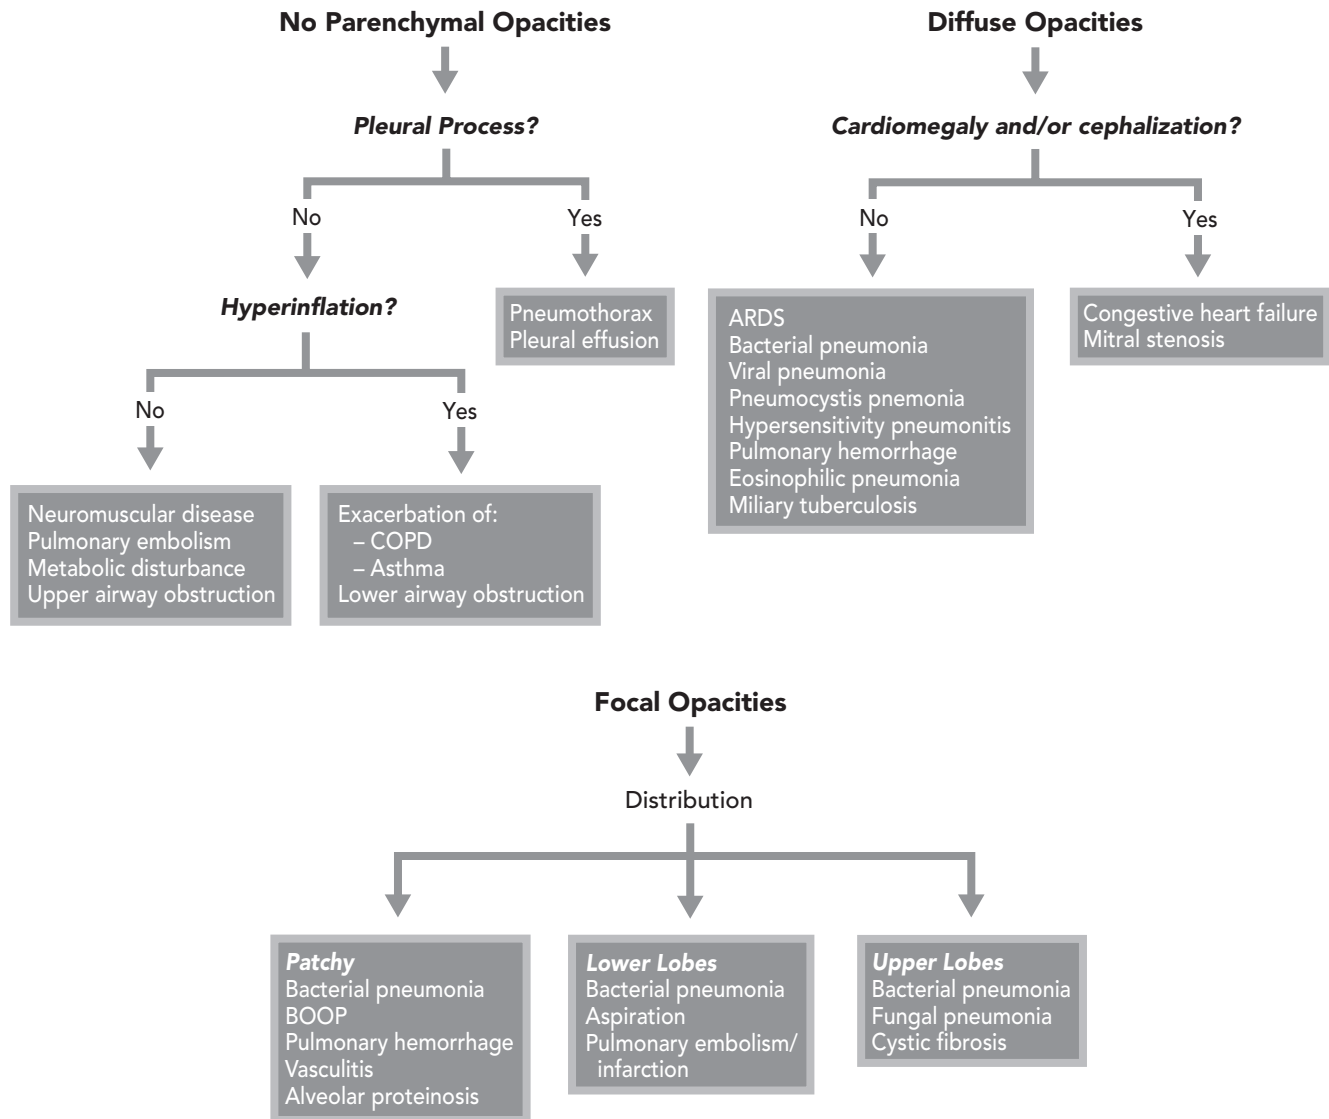 No Parenchymal Opacities
Pleural Process?
No
Yes
Hyperinflation?
Pneumothorax
Pleural effusion
No
Yes
Neuromuscular disease
Pulmonary embolism
Metabolic disturbance
Upper airway obstruction
Exacerbation of:
– COPD
– Asthma
Lower airway obstruction
Diffuse Opacities
Cardiomegaly and/or cephalization?
No
Yes
ARDS
Bacterial pneumonia
Viral pneumonia
Pneumocystis pnemonia
Hypersensitivity pneumonitis
Pulmonary hemorrhage
Eosinophilic pneumonia
Miliary tuberculosis
Congestive heart failure
Mitral stenosis
Focal Opacities
Distribution
Patchy
Bacterial pneumonia
BOOP
Pulmonary hemorrhage
Vasculitis
Alveolar proteinosis
Lower Lobes
Bacterial pneumonia
Aspiration
Pulmonary embolism/
infarction
Upper Lobes
Bacterial pneumonia
Fungal pneumonia
Cystic fibrosis